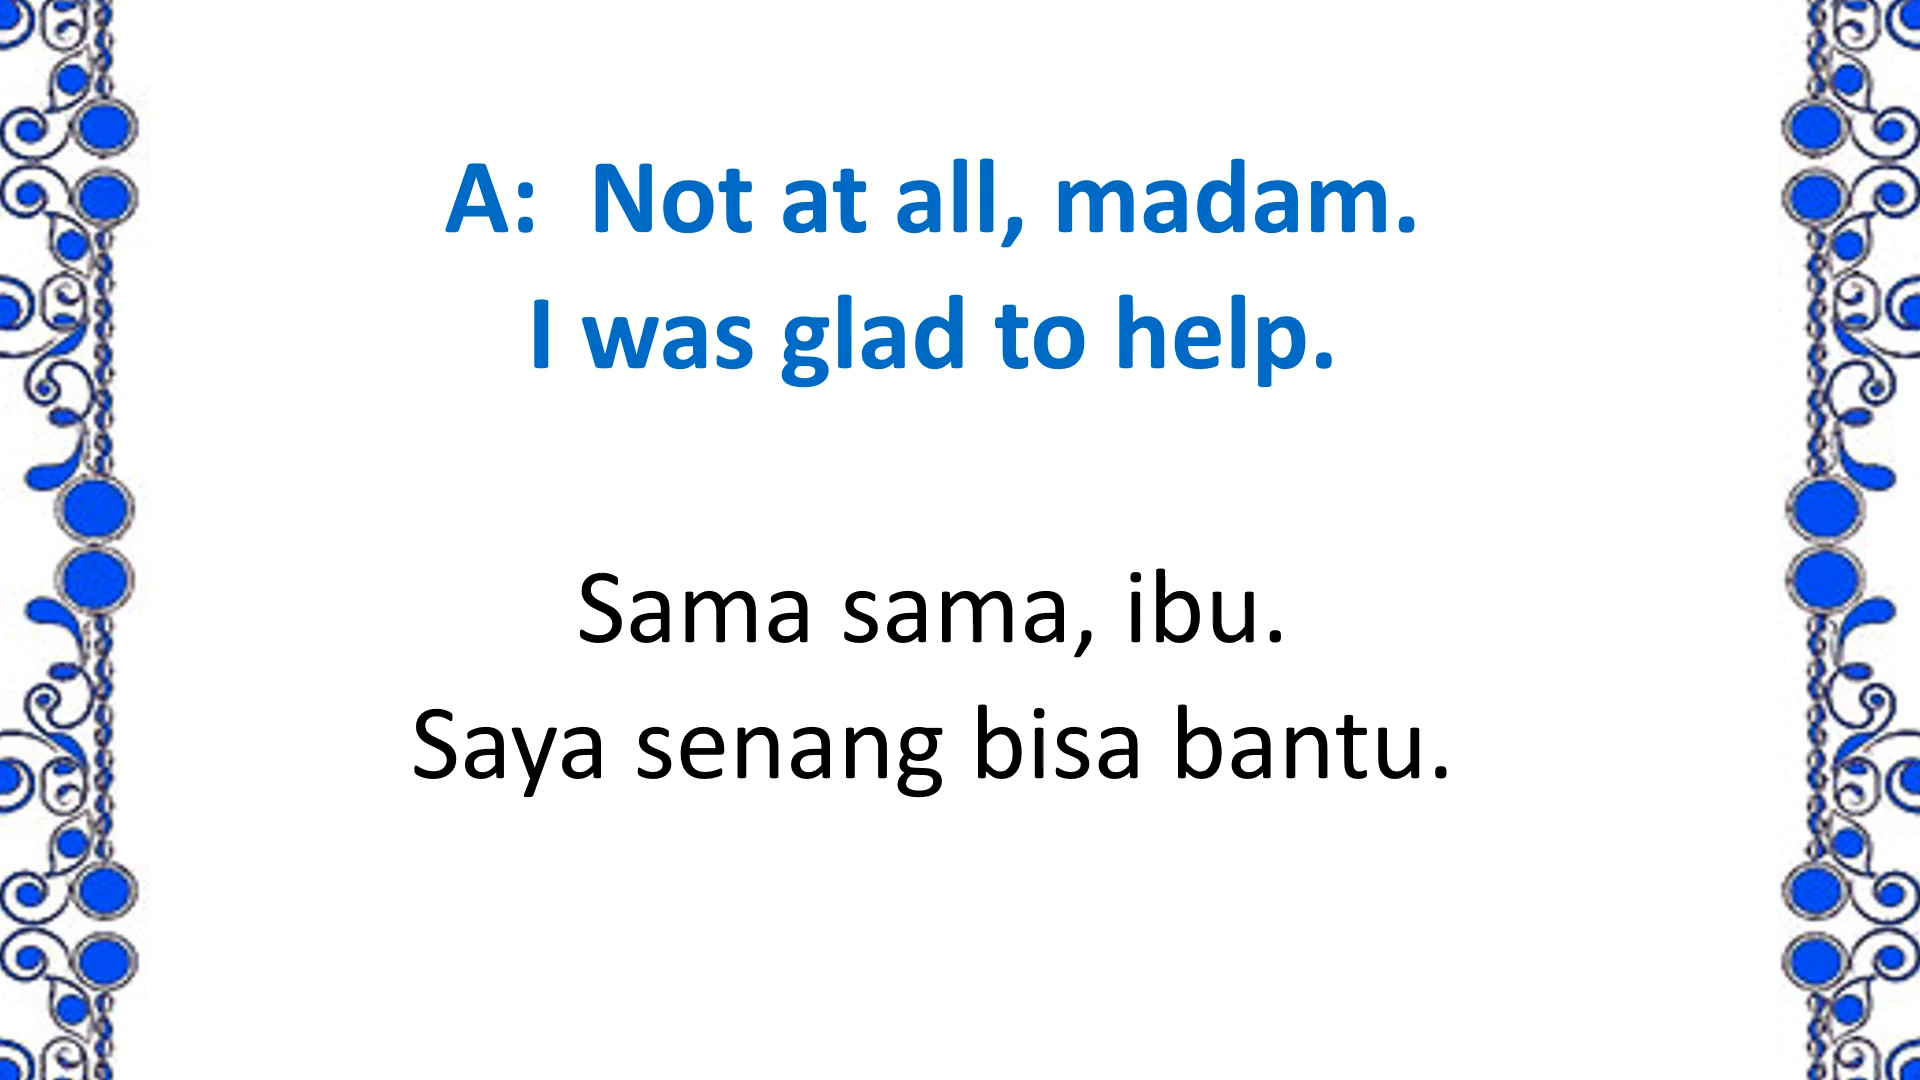 A:  Not at all, madam.
I was glad to help.
Sama sama, ibu.
Saya senang bisa bantu.